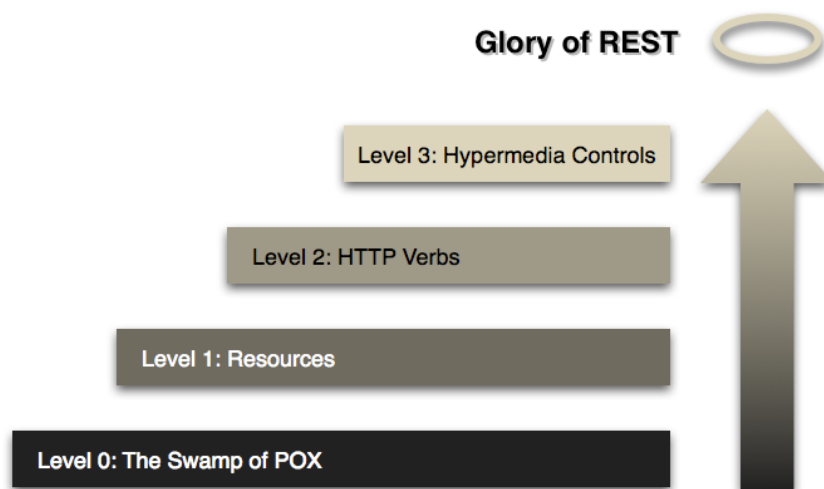 Glory of REST
Level 3: Hypermedia Controls
Level 2: HTTP Verbs
Level 1: Resources
Level 0: The Swamp of POX